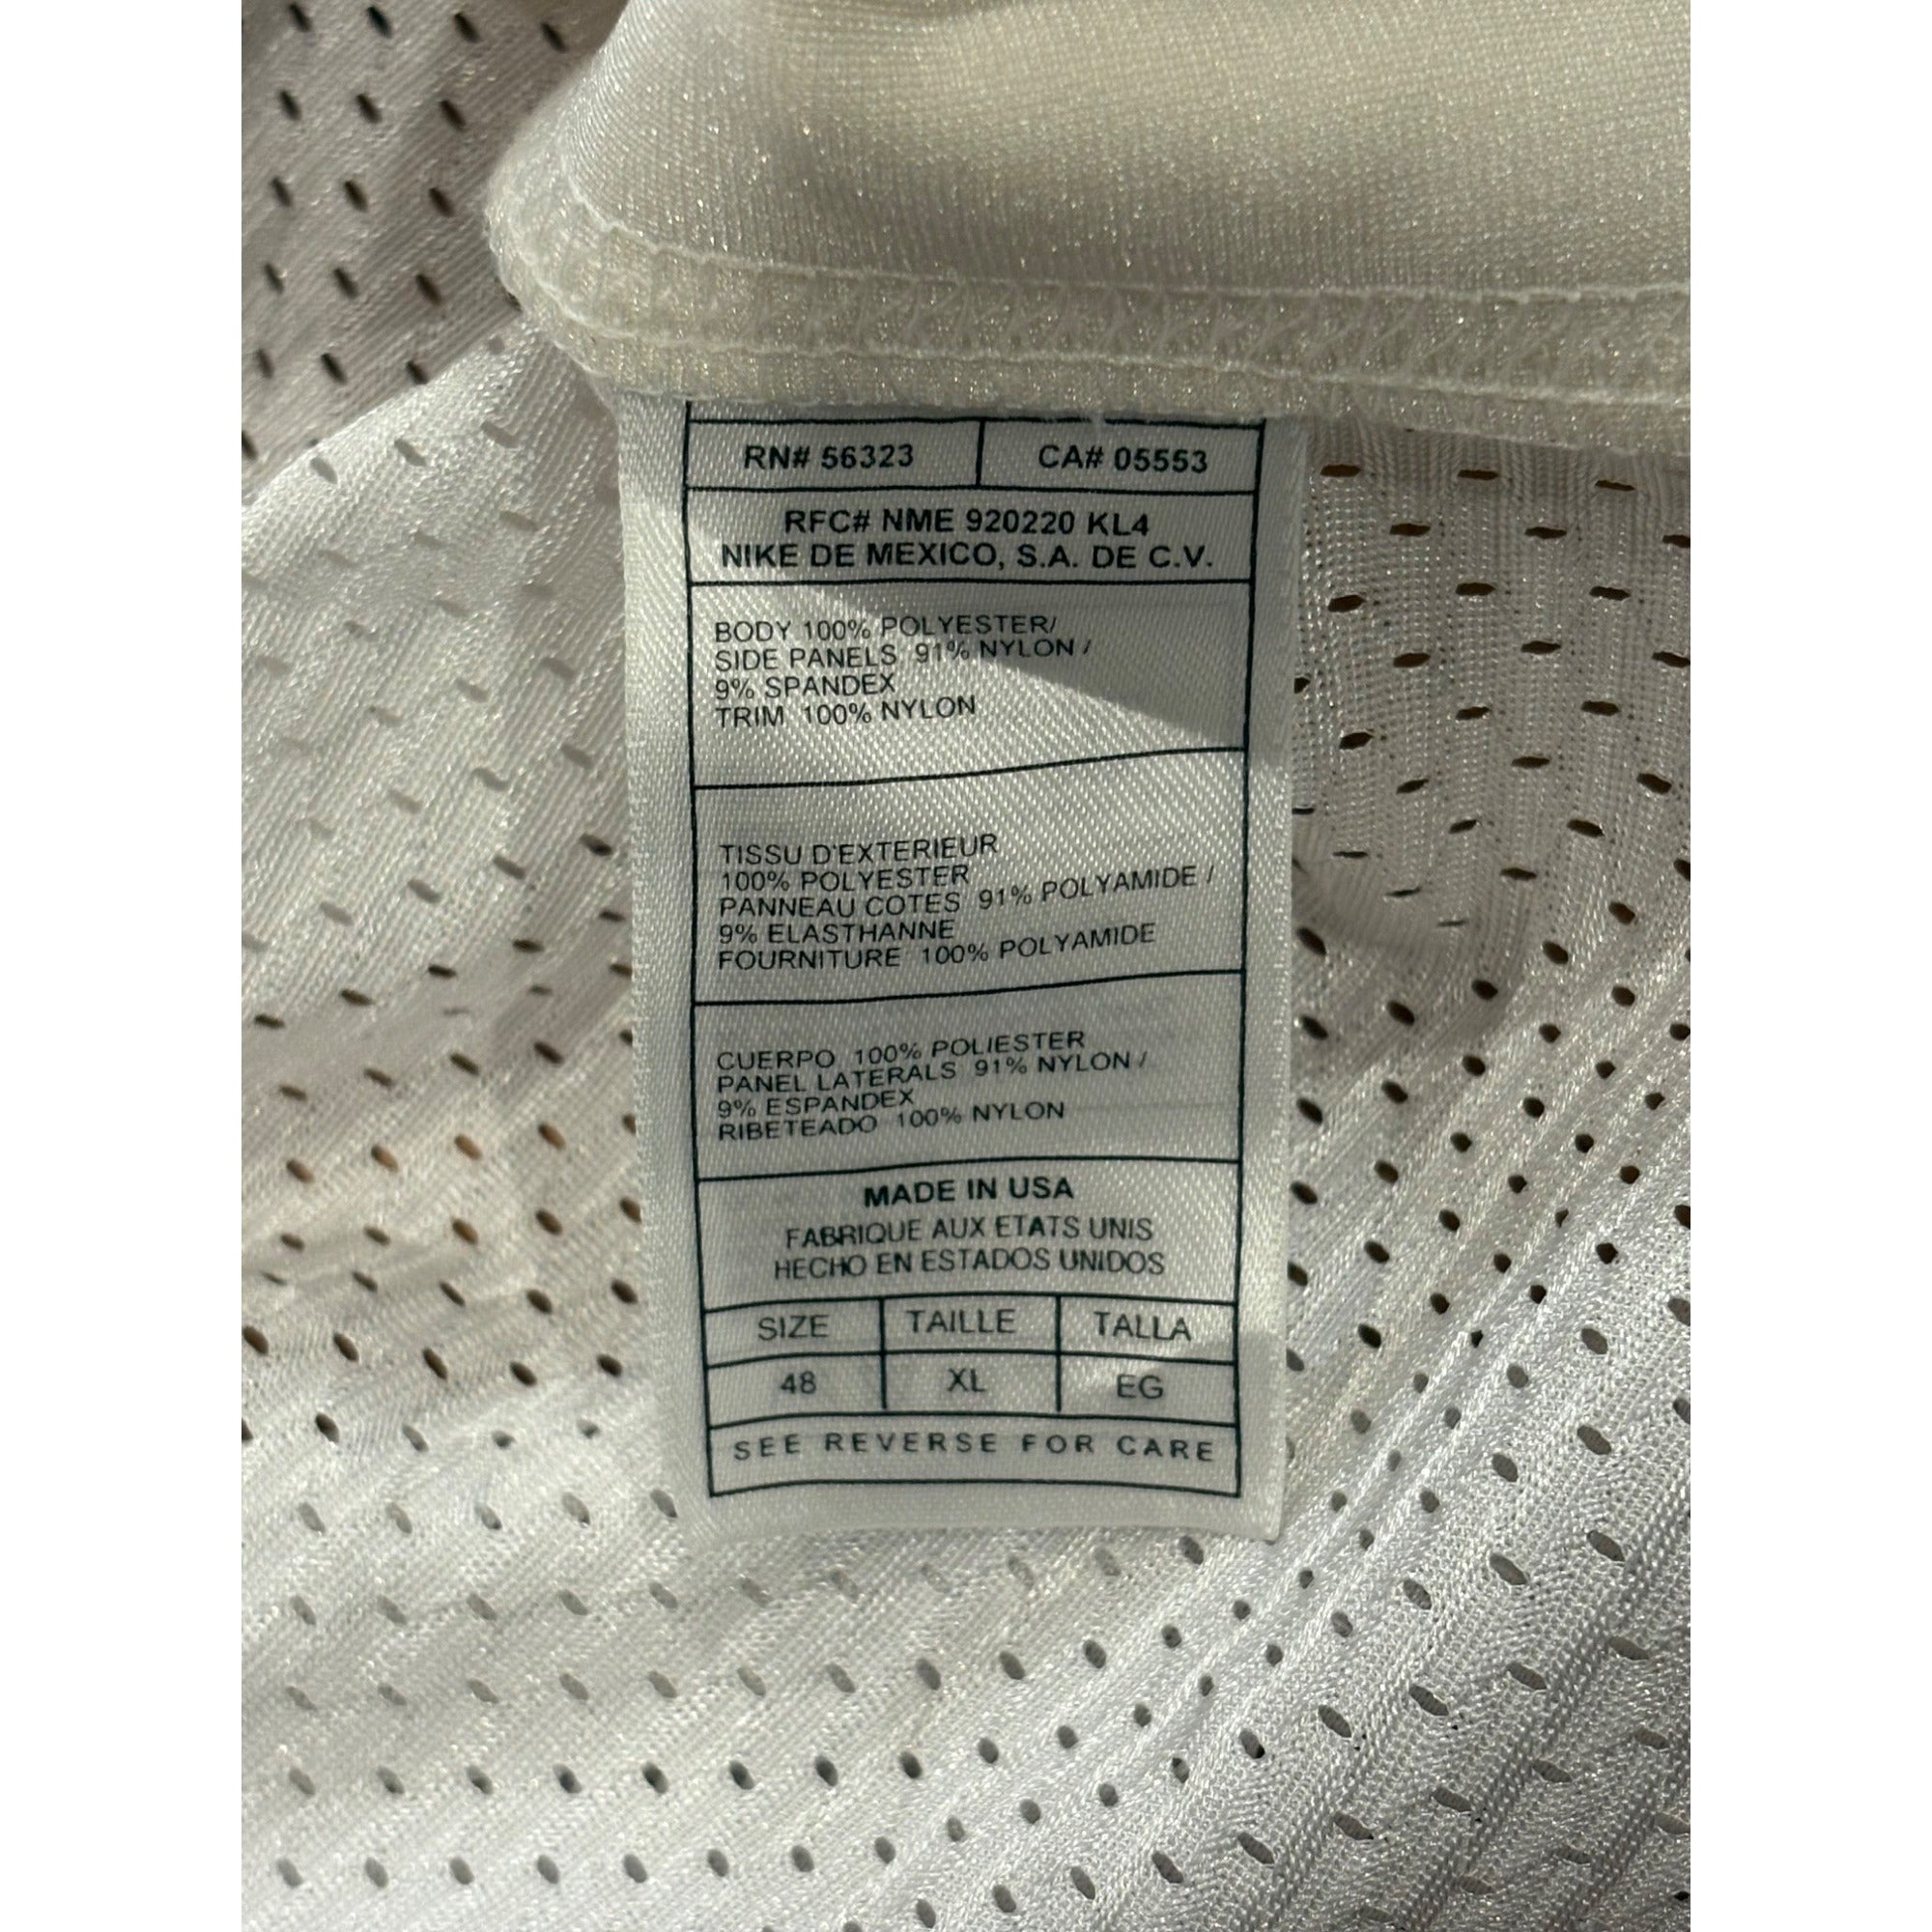 RN# 56323 CA# 05553
RFC# NME 920220 KL4
NIKE DE MEXICO, S.A. DE C.V.
BODY 100% POLYESTER/
SIDE PANELS 91% NYLON /
9% SPANDEX
TRIM 100% NYLON
TISSU D'EXTERIEUR
100% POLYESTER
PANNEAU COTES 91% POLYAMIDE /
9% ELASTHANNE
FOURNITURE 100% POLYAMIDE
CUERPO 100% POLIESTER
PANEL LATERALS 91% NYLON /
9% ESPANDEX
RIBETEADO 100% NYLON
MADE IN USA
FABRIQUE AUX ETATS UNIS
HECHO EN ESTADOS UNIDOS
SIZE TAILLE TALLA
48 XL EG
SEE REVERSE FOR CARE